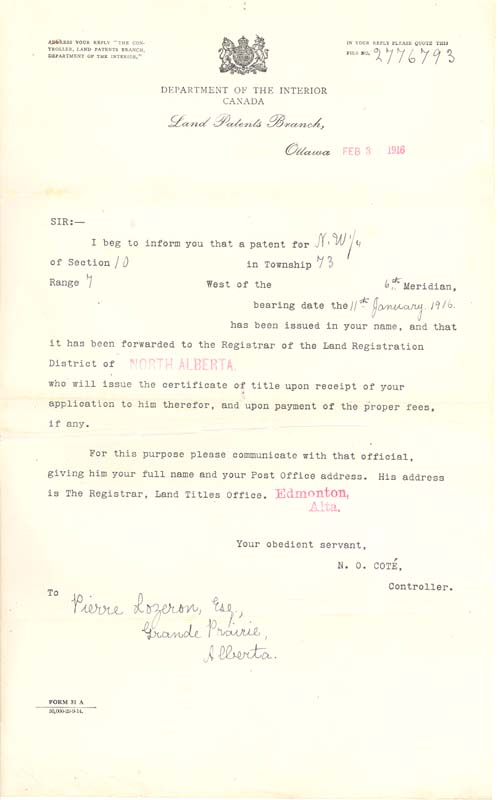 ADDRESS YOUR REPLY "THE CON-
TROLLER, LAND PATENTS BRANCH,
DEPARTMENT OF THE INTERIOR."
IN YOUR REPLY PLEASE QUOTE THIS
FILE NO. 2776793
DEPARTMENT OF THE INTERIOR
CANADA
Land Patents Branch,
Ottawa FEB 3 1916
SIR:—
I beg to inform you that a patent for N.W 1/4
of Section 10 in Township 73
Range 7 West of the 6th Meridian,
bearing date the 11th January. 1916.
has been issued in your name, and that
it has been forwarded to the Registrar of the Land Registration
District of NORTH ALBERTA.
who will issue the certificate of title upon receipt of your
application to him therefor, and upon payment of the proper fees,
if any.
For this purpose please communicate with that official,
giving him your full name and your Post Office address. His address
is The Registrar, Land Titles Office. Edmonton,
Alta.
Your obedient servant,
N. O. COTÉ,
Controller.
To
Pierre Lozeron, Esq.,
Grande Prairie,
Alberta.
FORM 31 A
50,000-29-9-14.